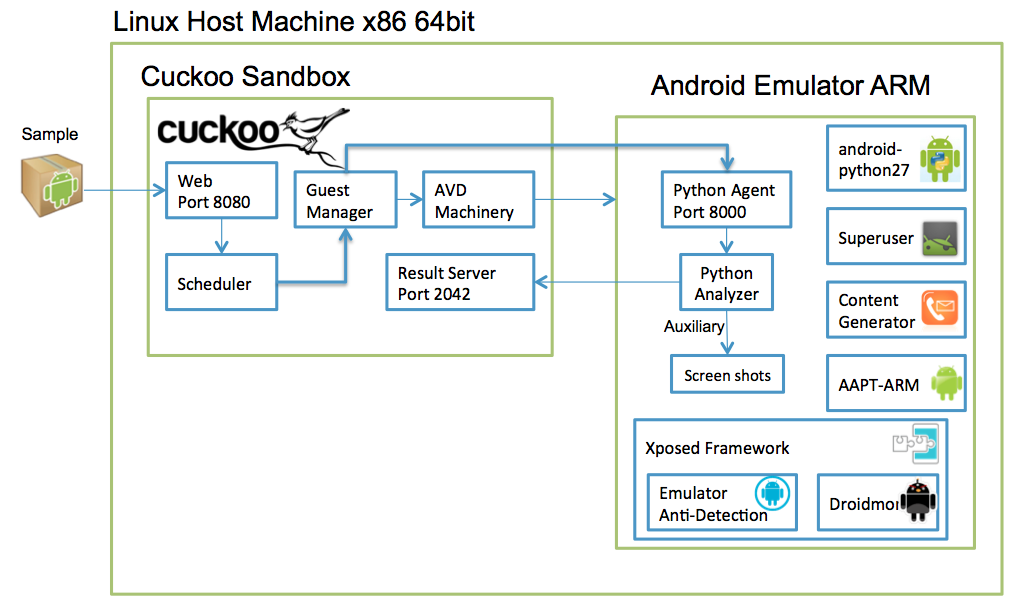 Linux Host Machine x86 64bit
Cuckoo Sandbox
Android Emulator ARM
Sample
cuckoo
Web
Port 8080
Guest
Manager
AVD
Machinery
Scheduler
Result Server
Port 2042
Python Agent
Port 8000
Python
Analyzer
Auxiliary
Screen shots
android-
python27
Superuser
Content
Generator
AAPT-ARM
Xposed Framework
Emulator
Anti-Detection